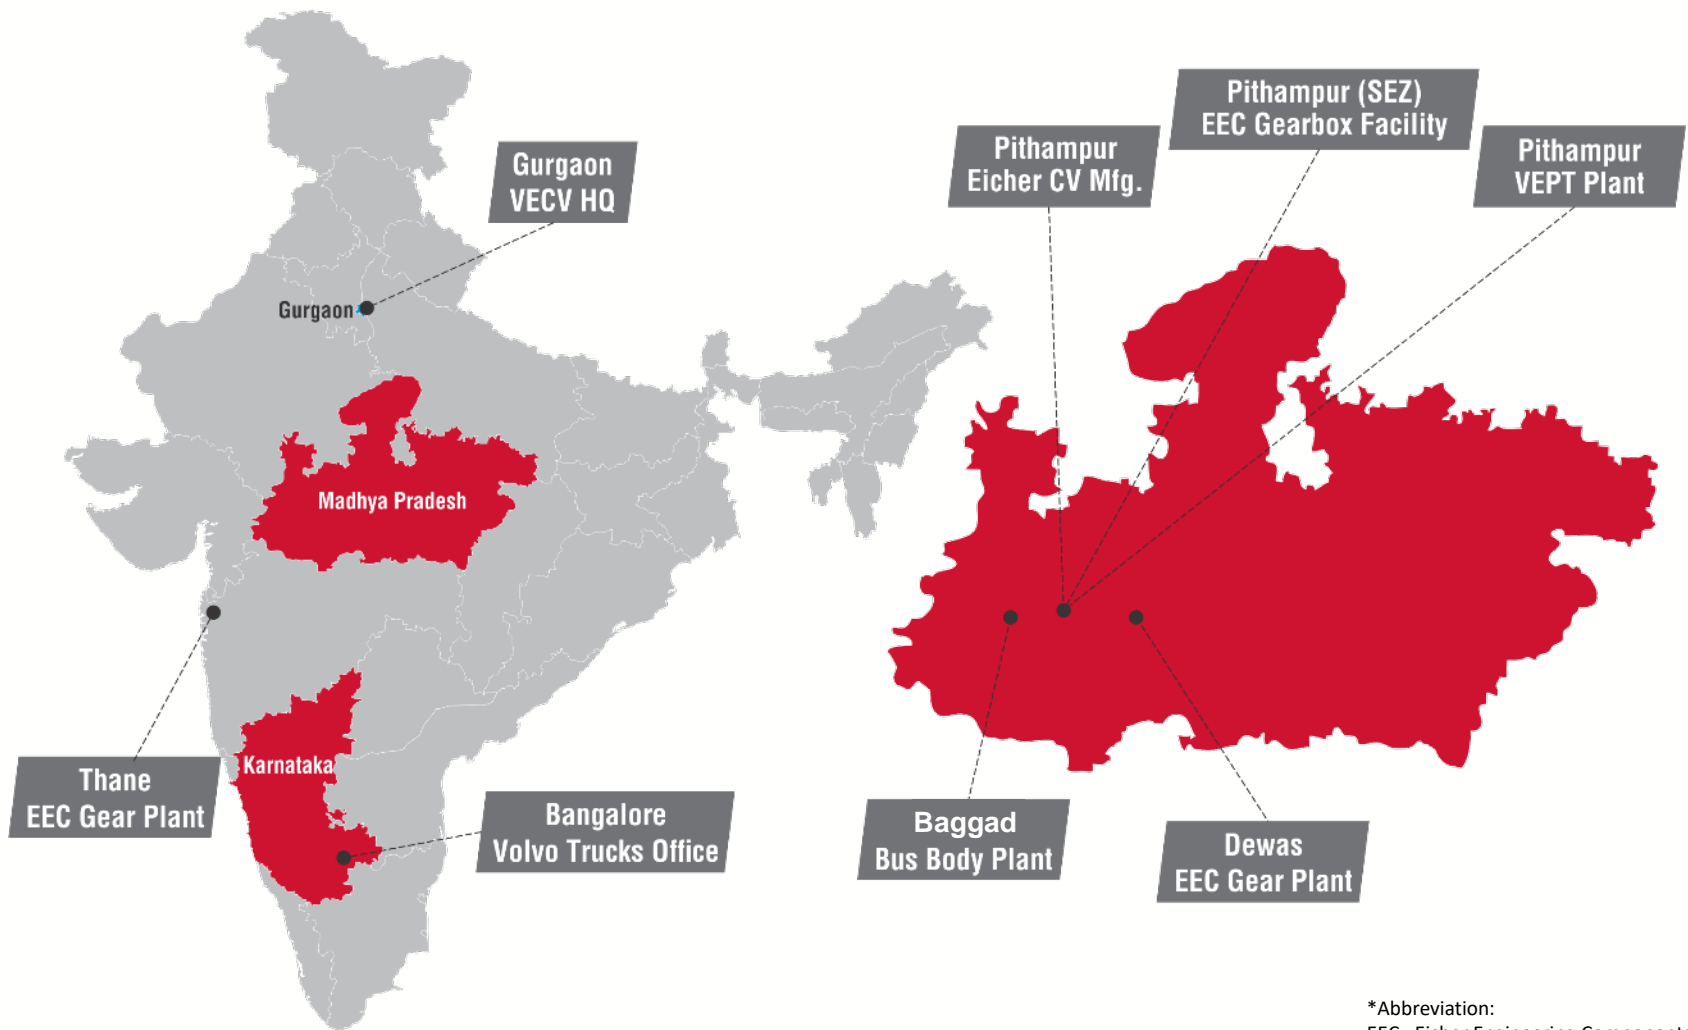 Gurgaon
VECV HQ
Gurgaon
Madhya Pradesh
Karnataka
Thane
EEC Gear Plant
Bangalore
Volvo Trucks Office
Pithampur
Eicher CV Mfg.
Pithampur (SEZ)
EEC Gearbox Facility
Pithampur
VEPT Plant
Baggad
Bus Body Plant
Dewas
EEC Gear Plant
*Abbreviation: